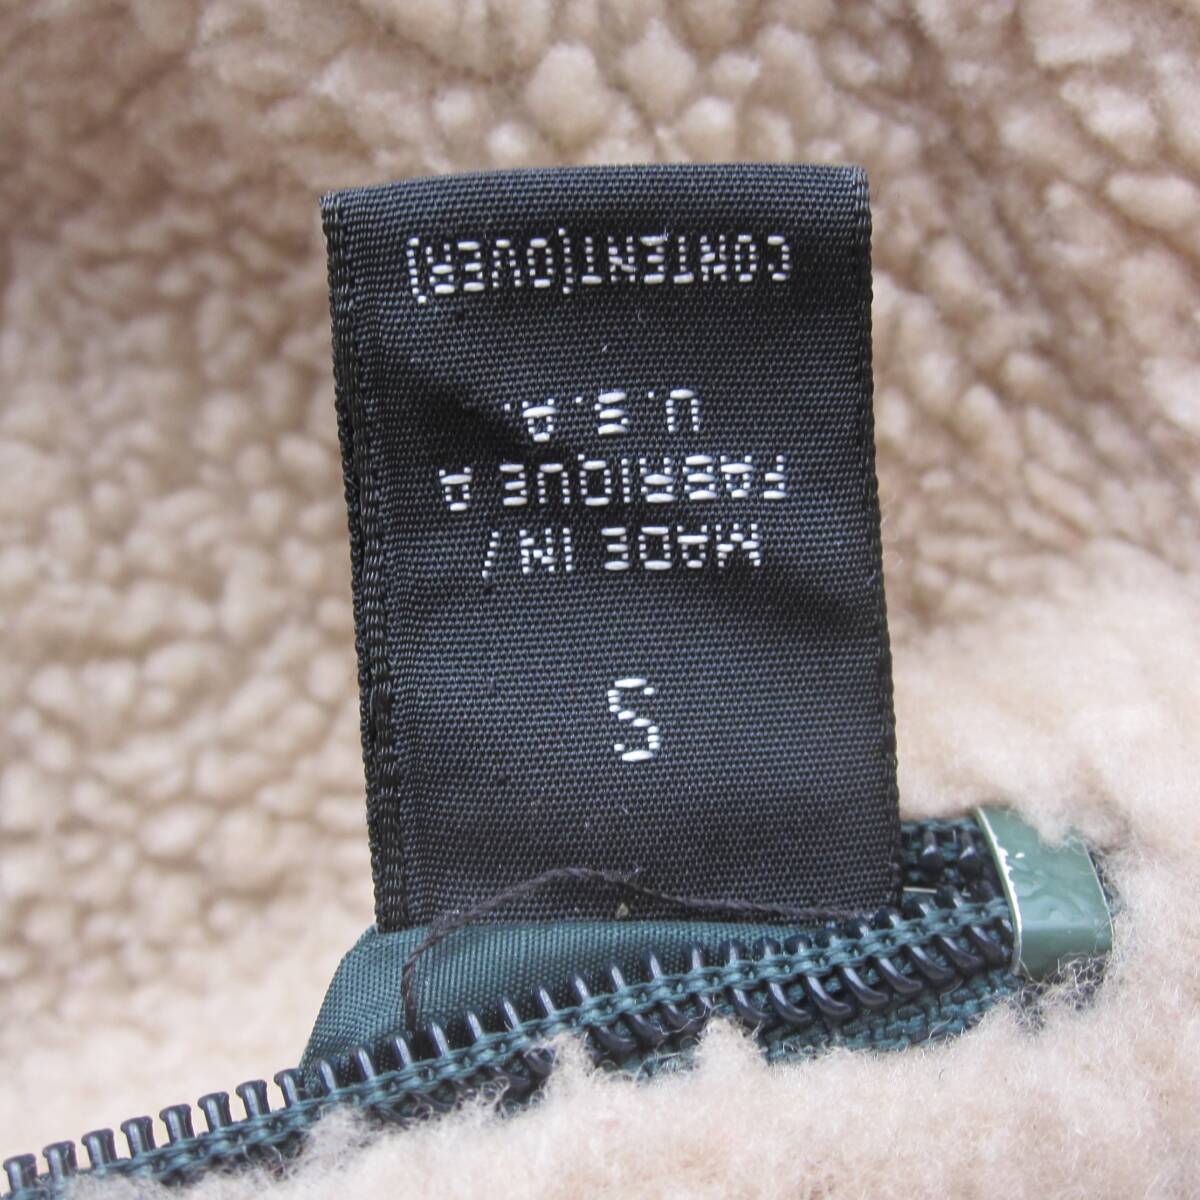 S
MADE IN/
FABRIQUE A
U.S.A.
CONTENT(OVER)